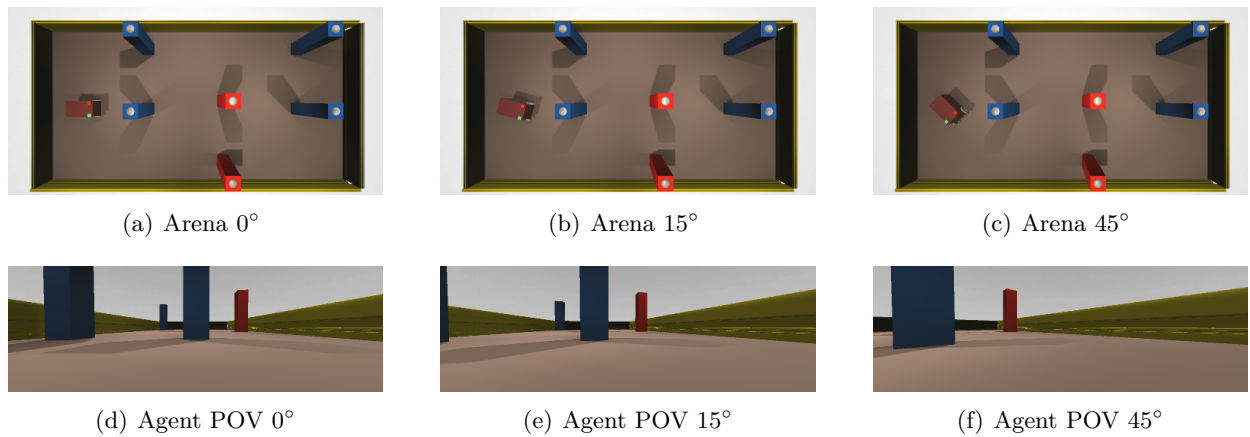 (a) Arena 0°
(b) Arena 15°
(c) Arena 45°
(d) Agent POV 0°
(e) Agent POV 15°
(f) Agent POV 45°